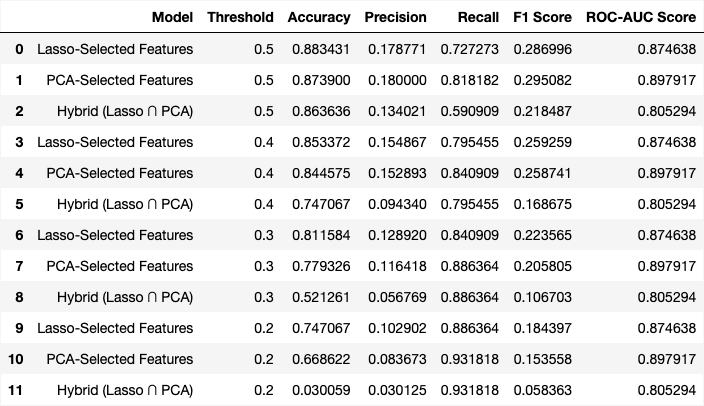 Model Threshold Accuracy Precision Recall F1 Score ROC-AUC Score
0 Lasso-Selected Features 0.5 0.883431 0.178771 0.727273 0.286996 0.874638
1 PCA-Selected Features 0.5 0.873900 0.180000 0.818182 0.295082 0.897917
2 Hybrid (Lasso ∩ PCA) 0.5 0.863636 0.134021 0.590909 0.218487 0.805294
3 Lasso-Selected Features 0.4 0.853372 0.154867 0.795455 0.259259 0.874638
4 PCA-Selected Features 0.4 0.844575 0.152893 0.840909 0.258741 0.897917
5 Hybrid (Lasso ∩ PCA) 0.4 0.747067 0.094340 0.795455 0.168675 0.805294
6 Lasso-Selected Features 0.3 0.811584 0.128920 0.840909 0.223565 0.874638
7 PCA-Selected Features 0.3 0.779326 0.116418 0.886364 0.205805 0.897917
8 Hybrid (Lasso ∩ PCA) 0.3 0.521261 0.056769 0.886364 0.106703 0.805294
9 Lasso-Selected Features 0.2 0.747067 0.102902 0.886364 0.184397 0.874638
10 PCA-Selected Features 0.2 0.668622 0.083673 0.931818 0.153558 0.897917
11 Hybrid (Lasso ∩ PCA) 0.2 0.030059 0.030125 0.931818 0.058363 0.805294